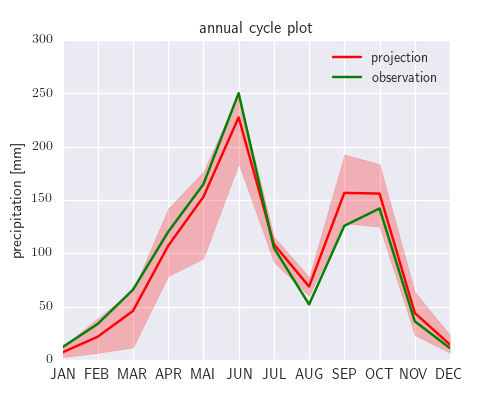 annual cycle plot
300
250
200
150
100
50
0
precipitation [mm]
projection
observation
JAN FEB MAR APR MAI JUN JUL AUG SEP OCT NOV DEC